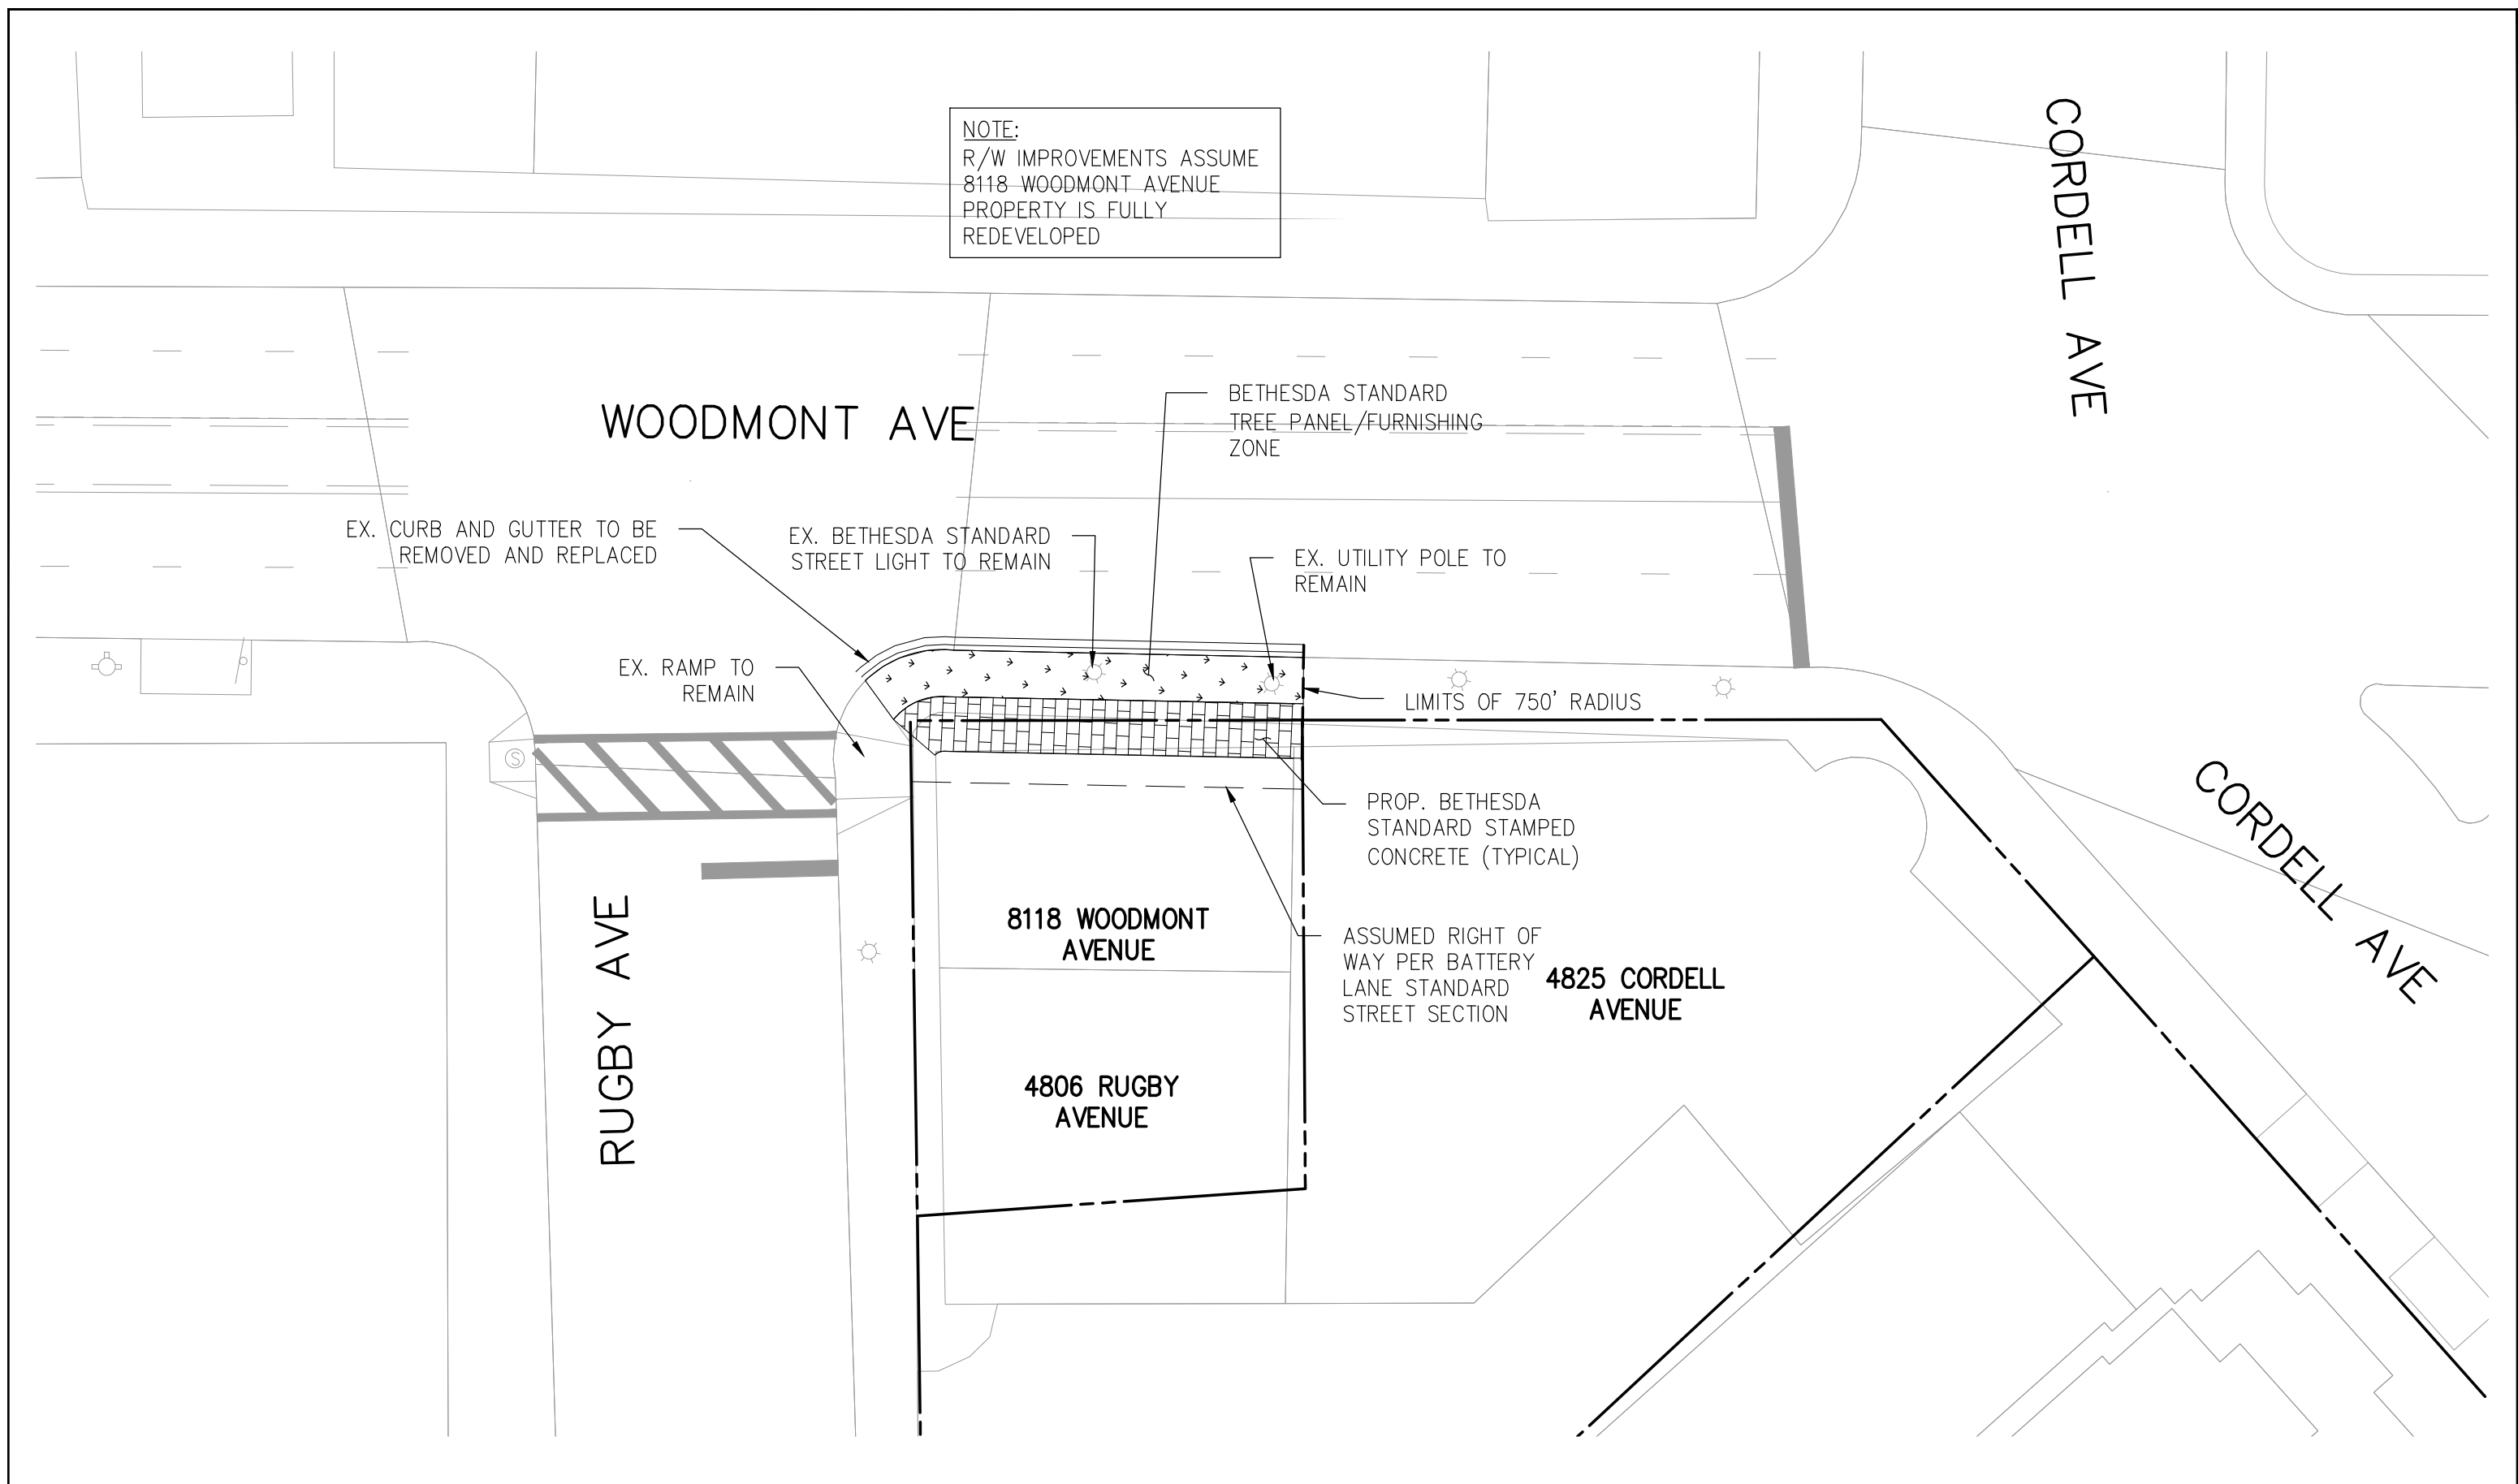 NOTE:
R/W IMPROVEMENTS ASSUME
8118 WOODMONT AVENUE
PROPERTY IS FULLY
REDEVELOPED
CORDELL AVE
WOODMONT AVE
BETHESDA STANDARD
TREE PANEL/FURNISHING
ZONE
EX. CURB AND GUTTER TO BE
REMOVED AND REPLACED
EX. BETHESDA STANDARD
STREET LIGHT TO REMAIN
EX. UTILITY POLE TO
REMAIN
EX. RAMP TO
REMAIN
LIMITS OF 750' RADIUS
S
PROP. BETHESDA
STANDARD STAMPED
CONCRETE (TYPICAL)
CORDELL AVE
RUGBY AVE
8118 WOODMONT
AVENUE
ASSUMED RIGHT OF
WAY PER BATTERY
LANE STANDARD
STREET SECTION
4825 CORDELL
AVENUE
4806 RUGBY
AVENUE